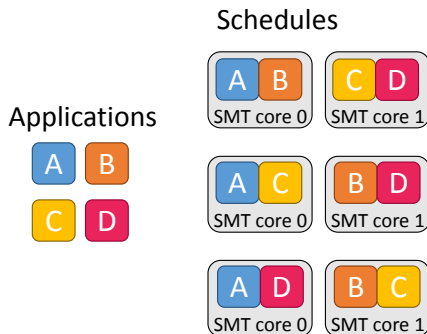 Schedules
A B C D
SMT core 0 SMT core 1
Applications
A B
C D
A C B D
SMT core 0 SMT core 1
A D B C
SMT core 0 SMT core 1